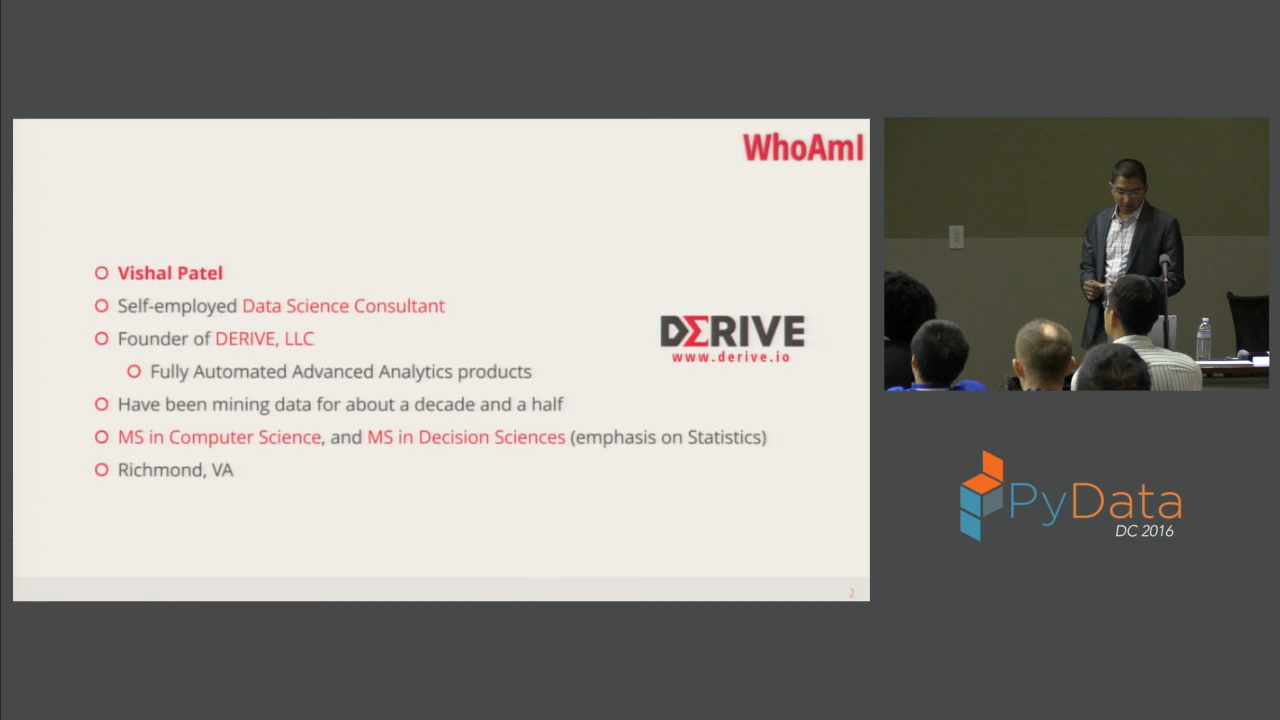 WhoAmI
Vishal Patel
Self-employed Data Science Consultant
Founder of DERIVE, LLC
Fully Automated Advanced Analytics products
Have been mining data for about a decade and a half
MS in Computer Science, and MS in Decision Sciences (emphasis on Statistics)
Richmond, VA
DERIVE
www.derive.io
2
PyData
DC 2016